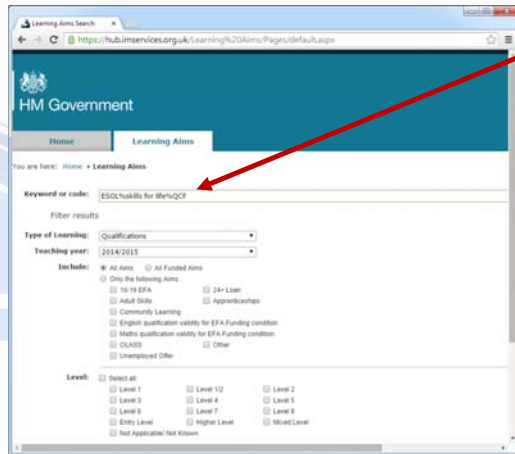 Learning Aims Search
https://hub.imservices.org.uk/Learning%20Aims/Pages/default.aspx
HM Government
Home Learning Aims
You are here: Home Learning Aims
Keyword or code: ESOL%skills for life%QCF
Filter results
Type of Learning: Qualifications
Teaching year: 2014/2015
Include: All Aims All Funded Aims
Only the following Aims
16-19 EFA 24+ Loan
Adult Skills Apprenticeships
Community Learning
English qualification validity for EFA Funding condition
Maths qualification validity for EFA Funding condition
OLASS Other
Unemployed Offer
Level: Select all
Level 1 Level 1/2 Level 2
Level 3 Level 4 Level 5
Level 6 Level 7 Level 8
Entry Level Higher Level Mixed Level
Not Applicable/ Not Known